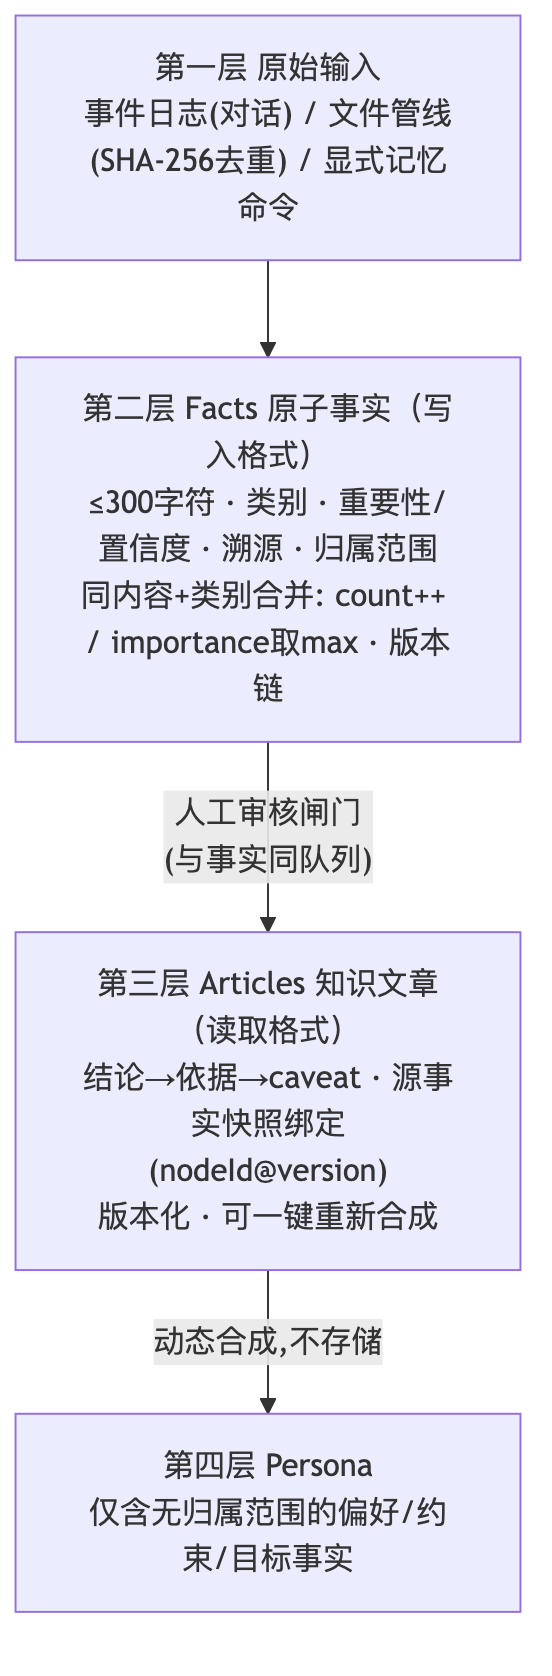 第一层 原始输入
事件日志(对话) / 文件管线
(SHA-256去重) / 显式记忆
命令
第二层 Facts 原子事实（写
入格式）
≤300字符 · 类别 · 重要性/
置信度 · 溯源 · 归属范围
同内容+类别合并: count++
/ importance取max · 版本
链
人工审核闸门
(与事实同队列)
第三层 Articles 知识文章
（读取格式）
结论→依据→caveat · 源事
实快照绑定
(nodeId@version)
版本化 · 可一键重新合成
动态合成,不存储
第四层 Persona
仅含无归属范围的偏好/约
束/目标事实